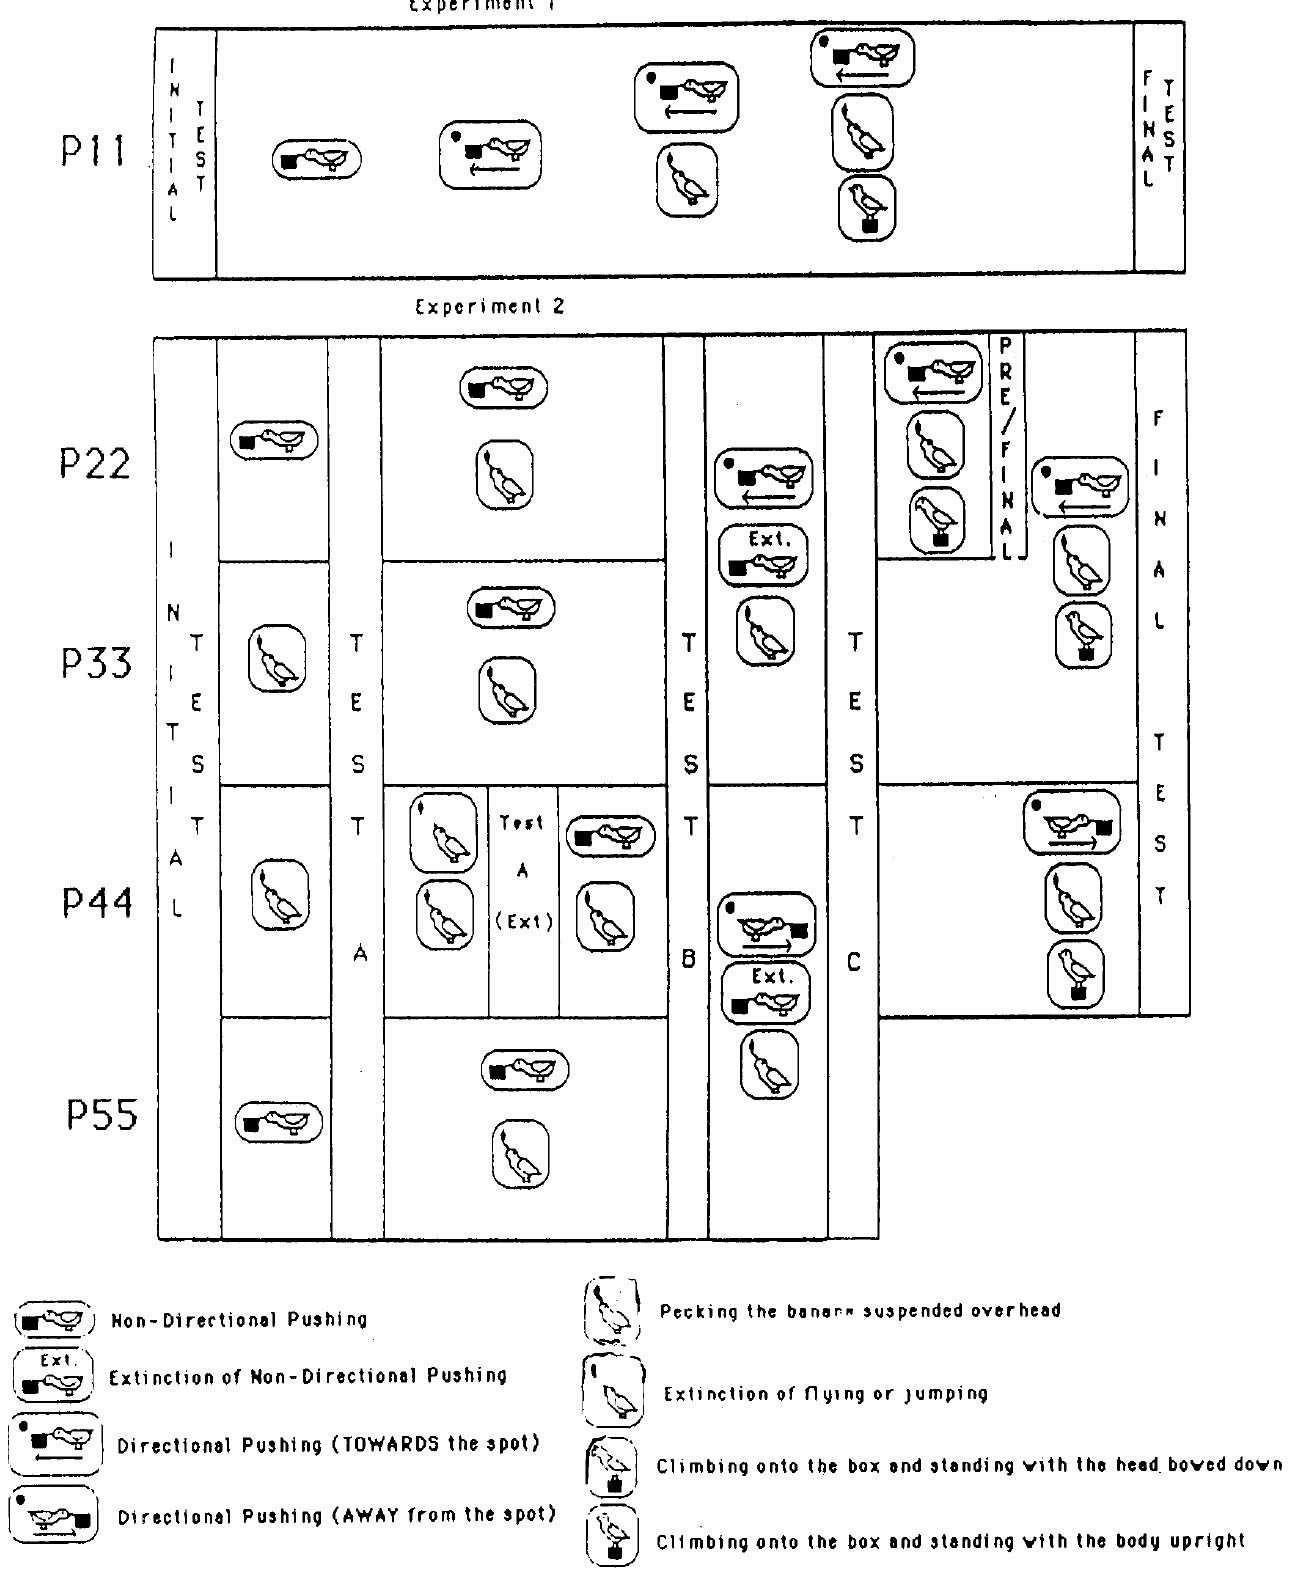 Experiment 1
INITIAL TEST
P11
FINAL TEST
Experiment 2
INITIAL TEST
TEST A
TEST B
TEST C
PRE/FINAL
FINAL TEST
P22
Ext.
P33
P44
Test
A
(Ext)
Ext.
P55
Non-Directional Pushing
Ext.
Extinction of Non-Directional Pushing
Directional Pushing (TOWARDS the spot)
Directional Pushing (AWAY from the spot)
Pecking the banana suspended overhead
Extinction of flying or jumping
Climbing onto the box and standing with the head bowed down
Climbing onto the box and standing with the body upright